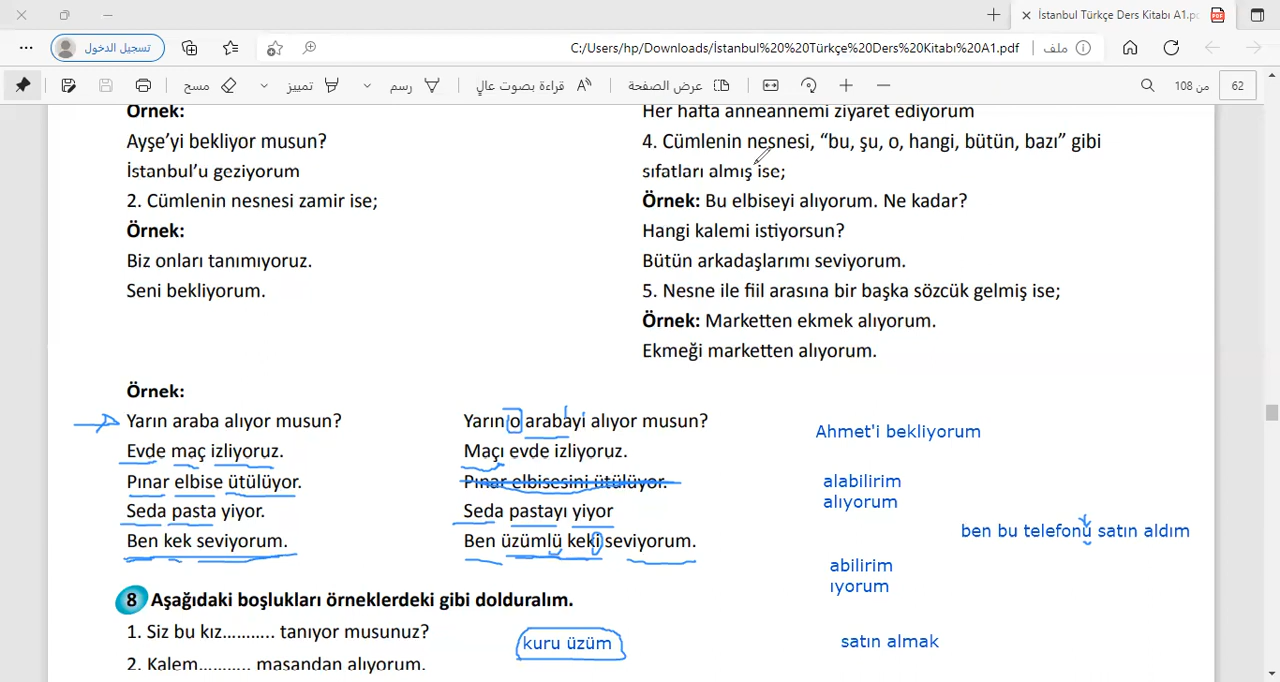 İstanbul Türkçe Ders Kitabı A1.pc
PDF
تسجيل الدخول
C:/Users/hp/Downloads/İstanbul%20%20Türkçe%20Ders%20Kitabı%20A1.pdf
ملف
مسح
تمييز
رسم
قراءة بصوت عالٍ
عرض الصفحة
من 108
62
Örnek:
Ayşe’yi bekliyor musun?
İstanbul’u geziyorum
2. Cümlenin nesnesi zamir ise;
Örnek:
Biz onları tanımıyoruz.
Seni bekliyorum.
Her hafta anneannemi ziyaret ediyorum
4. Cümlenin nesnesi, “bu, şu, o, hangi, bütün, bazı” gibi
sıfatları almış ise;
Örnek: Bu elbiseyi alıyorum. Ne kadar?
Hangi kalemi istiyorsun?
Bütün arkadaşlarımı seviyorum.
5. Nesne ile fiil arasına bir başka sözcük gelmiş ise;
Örnek: Marketten ekmek alıyorum.
Ekmeği marketten alıyorum.
Örnek:
Yarın araba alıyor musun?
Evde maç izliyoruz.
Pınar elbise ütülüyor.
Seda pasta yiyor.
Ben kek seviyorum.
Yarın o arabayi alıyor musun?
Maçı evde izliyoruz.
Pınar elbisesini ütülüyor.
Seda pastayı yiyor
Ben üzümlü keki seviyorum.
Ahmet'i bekliyorum
alabilirim
alıyorum
ben bu telefonu satın aldım
abilirim
ıyorum
8 Aşağıdaki boşlukları örneklerdeki gibi dolduralım.
1. Siz bu kız........... tanıyor musunuz?
2. Kalem........... masandan alıyorum.
kuru üzüm
satın almak